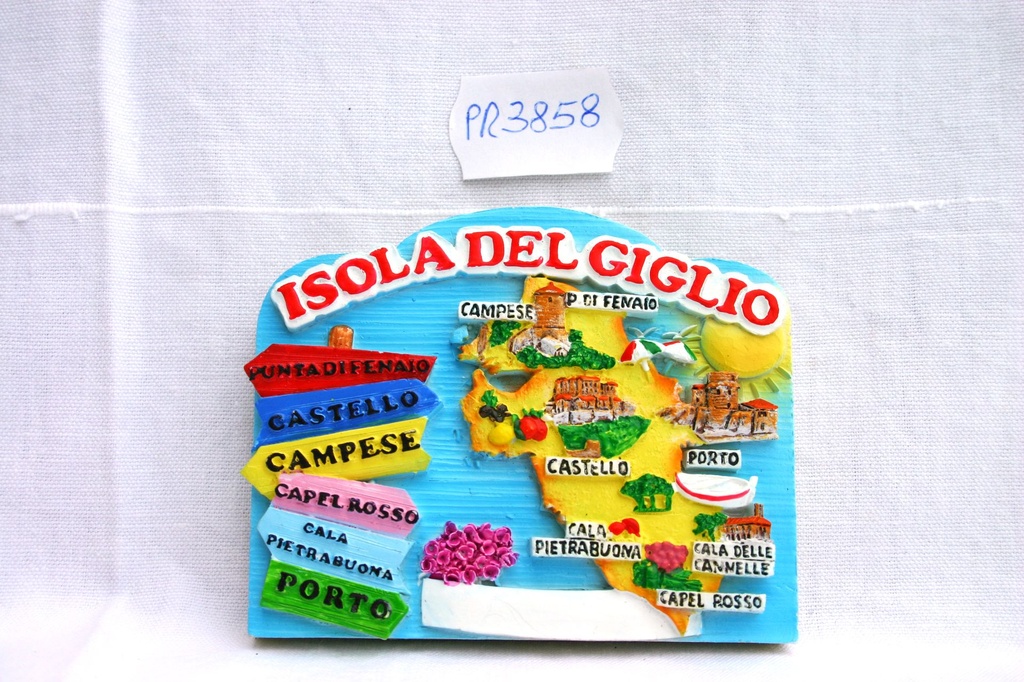 PR3858
ISOLA DEL GIGLIO
CAMPESE
P. DI FENAIO
PUNTA DI FENAIO
CASTELLO
CAMPESE
CAPEL ROSSO
CALA
PIETRABUONA
PORTO
CASTELLO
PORTO
CALA
PIETRABUONA
CALA DELLE
CANNELLE
CAPEL ROSSO